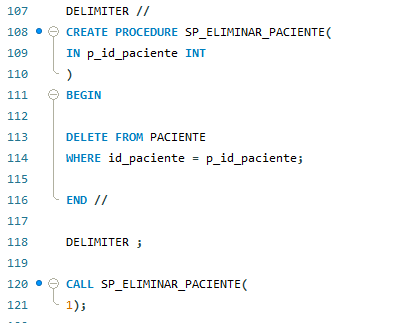 107 DELIMITER //
108 CREATE PROCEDURE SP_ELIMINAR_PACIENTE(
109 IN p_id_paciente INT
110 )
111 BEGIN
112
113 DELETE FROM PACIENTE
114 WHERE id_paciente = p_id_paciente;
115
116 END //
117
118 DELIMITER ;
119
120 CALL SP_ELIMINAR_PACIENTE(
121 1);